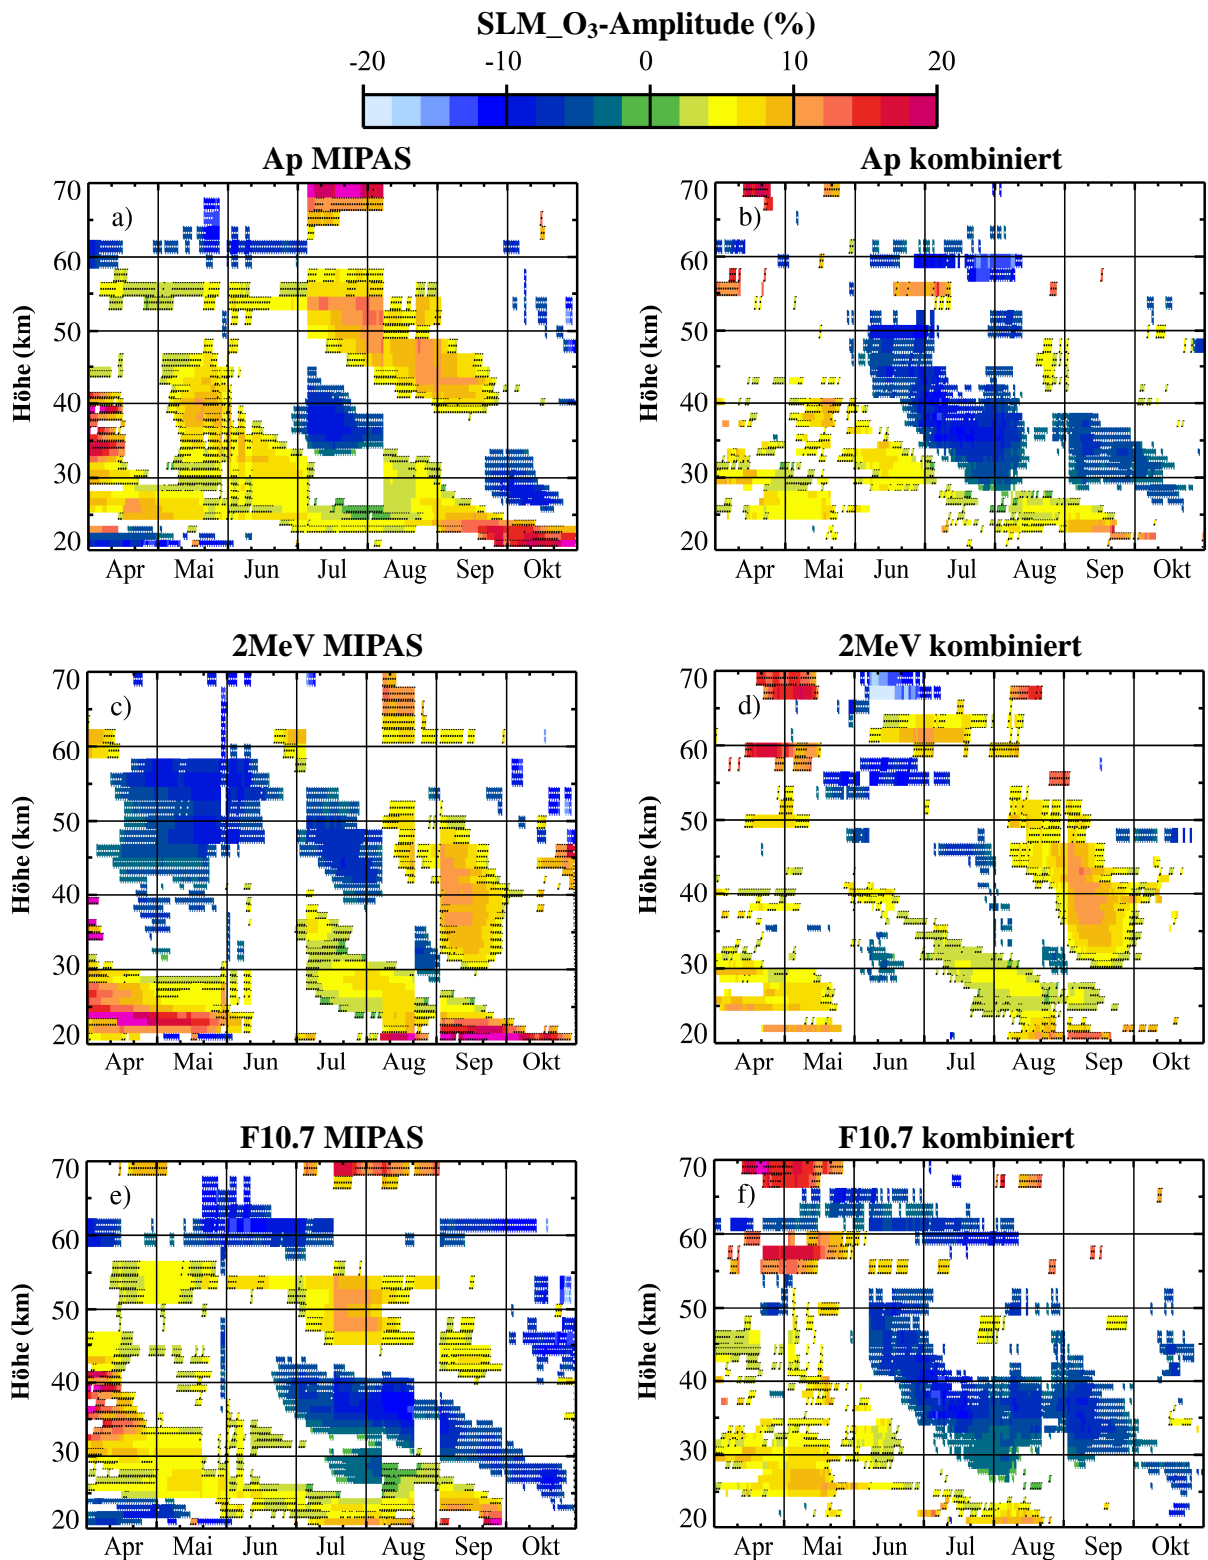 SLM_O₃-Amplitude (%)
-20 -10 0 10 20
Ap MIPAS
Ap kombiniert
70
60
50
40
30
20
Höhe (km)
a)
Apr Mai Jun Jul Aug Sep Okt
70
60
50
40
30
20
Höhe (km)
b)
Apr Mai Jun Jul Aug Sep Okt
2MeV MIPAS
2MeV kombiniert
70
60
50
40
30
20
Höhe (km)
c)
Apr Mai Jun Jul Aug Sep Okt
70
60
50
40
30
20
Höhe (km)
d)
Apr Mai Jun Jul Aug Sep Okt
F10.7 MIPAS
F10.7 kombiniert
70
60
50
40
30
20
Höhe (km)
e)
Apr Mai Jun Jul Aug Sep Okt
70
60
50
40
30
20
Höhe (km)
f)
Apr Mai Jun Jul Aug Sep Okt